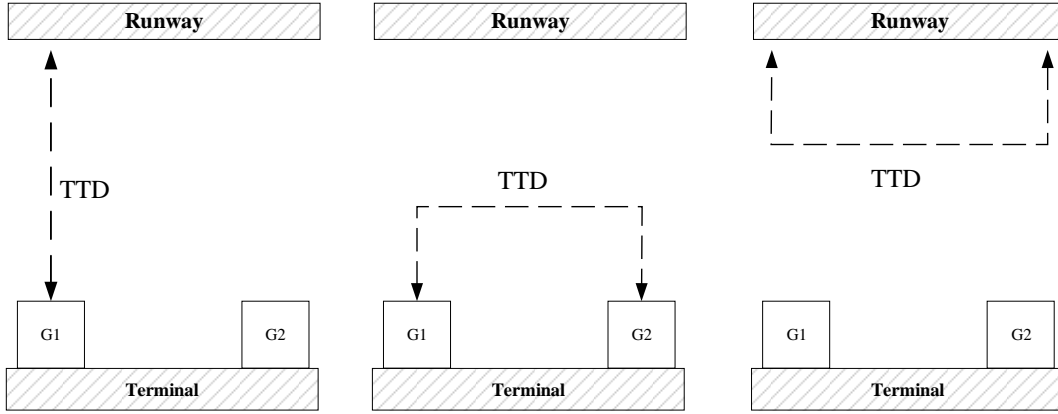 Runway
Runway
Runway
TTD
TTD
TTD
G1
G2
G1
G2
G1
G2
Terminal
Terminal
Terminal